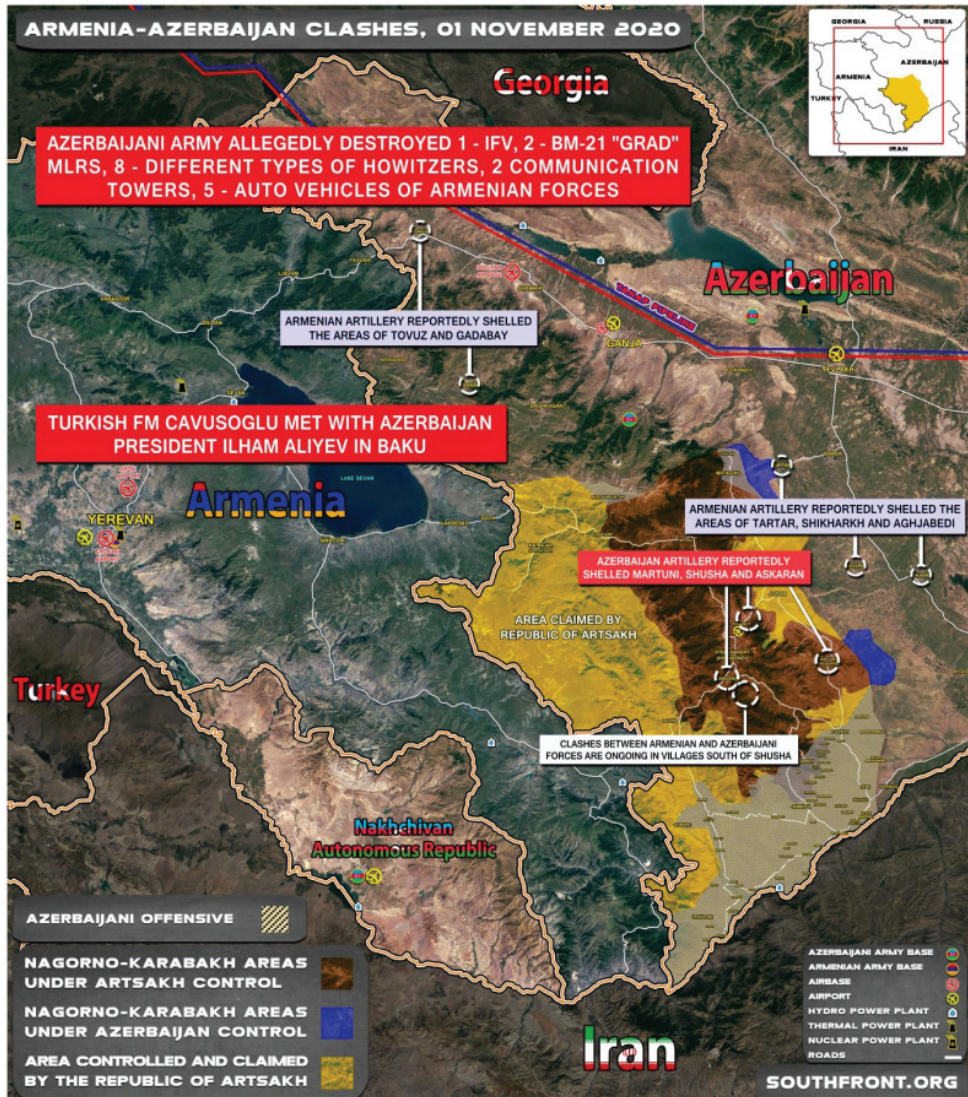 ARMENIA-AZERBAIJAN CLASHES, 01 NOVEMBER 2020
GEORGIA
RUSSIA
AZERBAIJAN
ARMENIA
TURKEY
IRAN
Georgia
AZERBAIJANI ARMY ALLEGEDLY DESTROYED 1 - IFV, 2 - BM-21 "GRAD"
MLRS, 8 - DIFFERENT TYPES OF HOWITZERS, 2 COMMUNICATION
TOWERS, 5 - AUTO VEHICLES OF ARMENIAN FORCES
Azerbaijan
TANAP PIPELINE
ARMENIAN ARTILLERY REPORTEDLY SHELLED
THE AREAS OF TOVUZ AND GADABAY
GANJA
YEVLAKH
TURKISH FM CAVUSOGLU MET WITH AZERBAIJAN
PRESIDENT ILHAM ALIYEV IN BAKU
LAKE SEVAN
Armenia
YEREVAN
ARMENIAN ARTILLERY REPORTEDLY SHELLED THE
AREAS OF TARTAR, SHIKHARKH AND AGHJABEDI
AZERBAIJAN ARTILLERY REPORTEDLY
SHELLED MARTUNI, SHUSHA AND ASKARAN
AREA CLAIMED BY
REPUBLIC OF ARTSAKH
Turkey
CLASHES BETWEEN ARMENIAN AND AZERBAIJANI
FORCES ARE ONGOING IN VILLAGES SOUTH OF SHUSHA
Nakhchivan
Autonomous Republic
Iran
AZERBAIJANI OFFENSIVE
NAGORNO-KARABAKH AREAS
UNDER ARTSAKH CONTROL
NAGORNO-KARABAKH AREAS
UNDER AZERBAIJAN CONTROL
AREA CONTROLLED AND CLAIMED
BY THE REPUBLIC OF ARTSAKH
AZERBAIJANI ARMY BASE
ARMENIAN ARMY BASE
AIRBASE
AIRPORT
HYDRO POWER PLANT
THERMAL POWER PLANT
NUCLEAR POWER PLANT
ROADS
SOUTHFRONT.ORG